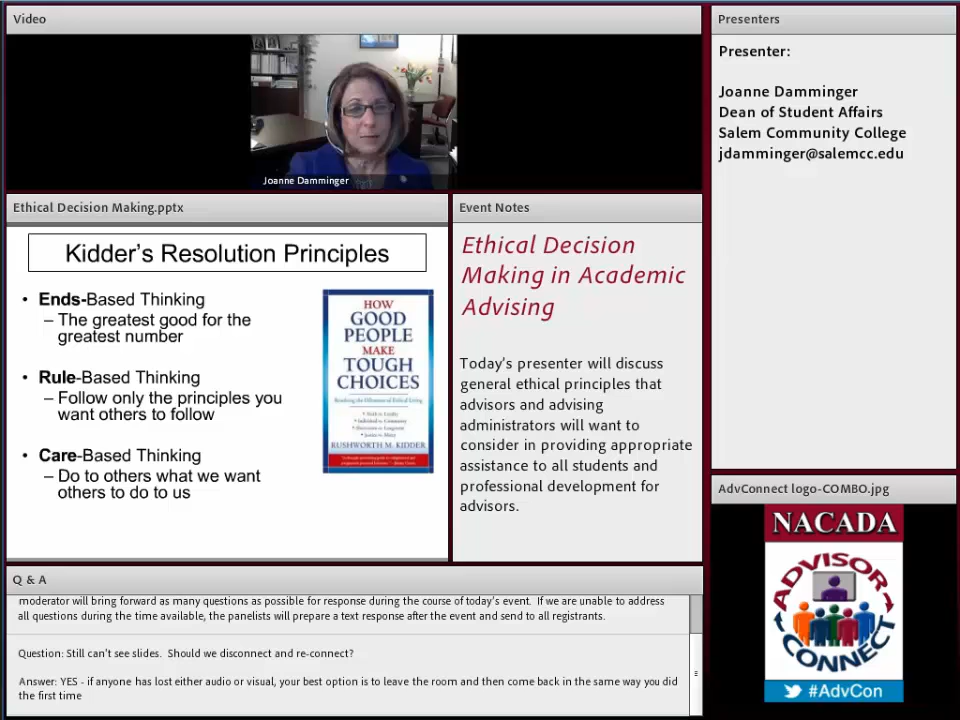 Video
Joanne Damminger
Presenters
Presenter:
Joanne Damminger
Dean of Student Affairs
Salem Community College
jdamminger@salemcc.edu
Ethical Decision Making.pptx
Kidder's Resolution Principles
• Ends-Based Thinking
– The greatest good for the
greatest number
• Rule-Based Thinking
– Follow only the principles you
want others to follow
• Care-Based Thinking
– Do to others what we want
others to do to us
HOW
GOOD
PEOPLE
MAKE
TOUGH
CHOICES
Resolving the Dilemmas of Ethical Living
RUSHWORTH M. KIDDER
Event Notes
Ethical Decision
Making in Academic
Advising
Today's presenter will discuss
general ethical principles that
advisors and advising
administrators will want to
consider in providing appropriate
assistance to all students and
professional development for
advisors.
AdvConnect logo-COMBO.jpg
NACADA
ADVISOR
CONNECT
#AdvCon
Q & A
moderator will bring forward as many questions as possible for response during the course of today's event. If we are unable to address
all questions during the time available, the panelists will prepare a text response after the event and send to all registrants.
Question: Still can't see slides. Should we disconnect and re-connect?
Answer: YES - if anyone has lost either audio or visual, your best option is to leave the room and then come back in the same way you did
the first time